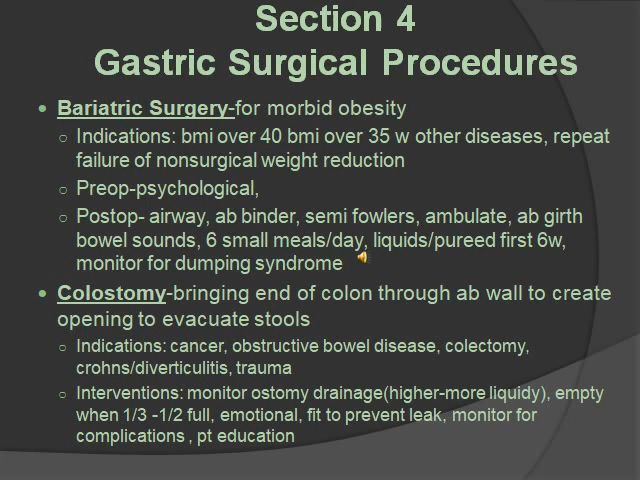 Section 4
Gastric Surgical Procedures
Bariatric Surgery-for morbid obesity
Indications: bmi over 40 bmi over 35 w other diseases, repeat
failure of nonsurgical weight reduction
Preop-psychological,
Postop- airway, ab binder, semi fowlers, ambulate, ab girth
bowel sounds, 6 small meals/day, liquids/pureed first 6w,
monitor for dumping syndrome
Colostomy-bringing end of colon through ab wall to create
opening to evacuate stools
Indications: cancer, obstructive bowel disease, colectomy,
crohns/diverticulitis, trauma
Interventions: monitor ostomy drainage(higher-more liquidy), empty
when 1/3 -1/2 full, emotional, fit to prevent leak, monitor for
complications , pt education